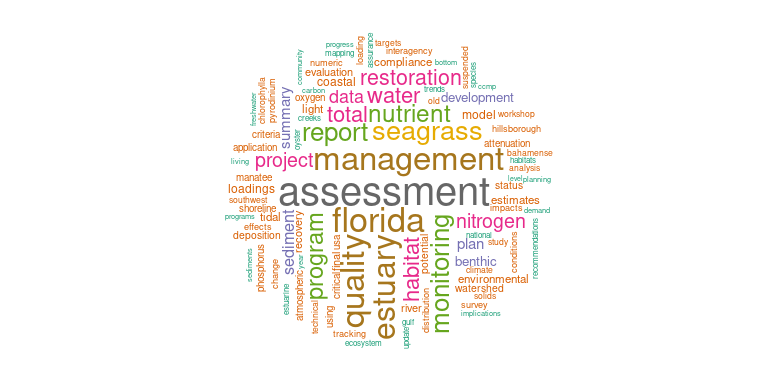 progress
targets
assurance
mapping
loading
interagency
suspended
community
numeric
compliance
species
evaluation
restoration
coastal
bottom
ccmp
chlorophylla
pyrodinium
carbon
data
water
trends
development
oxygen
old
freshwater
summary
light
total
nutrient
model
workshop
creeks
criteria
oyster
report
seagrass
hillsborough
application
attenuation
living
project
management
bahamense
habitats
analysis
manatee
level
planning
loadings
assessment
status
southwest
estimates
shoreline
impacts
demand
programs
tidal
florida
nitrogen
effects
deposition
sediment
recovery
program
quality
estuary
habitat
monitoring
national
plan
study
conditions
recommendations
sediments
phosphorus
change
year
final
usa
critical
potential
benthic
climate
environmental
watershed
estuarine
atmospheric
technical
using
river
distribution
solids
survey
implications
tracking
gulf
update
ecosystem